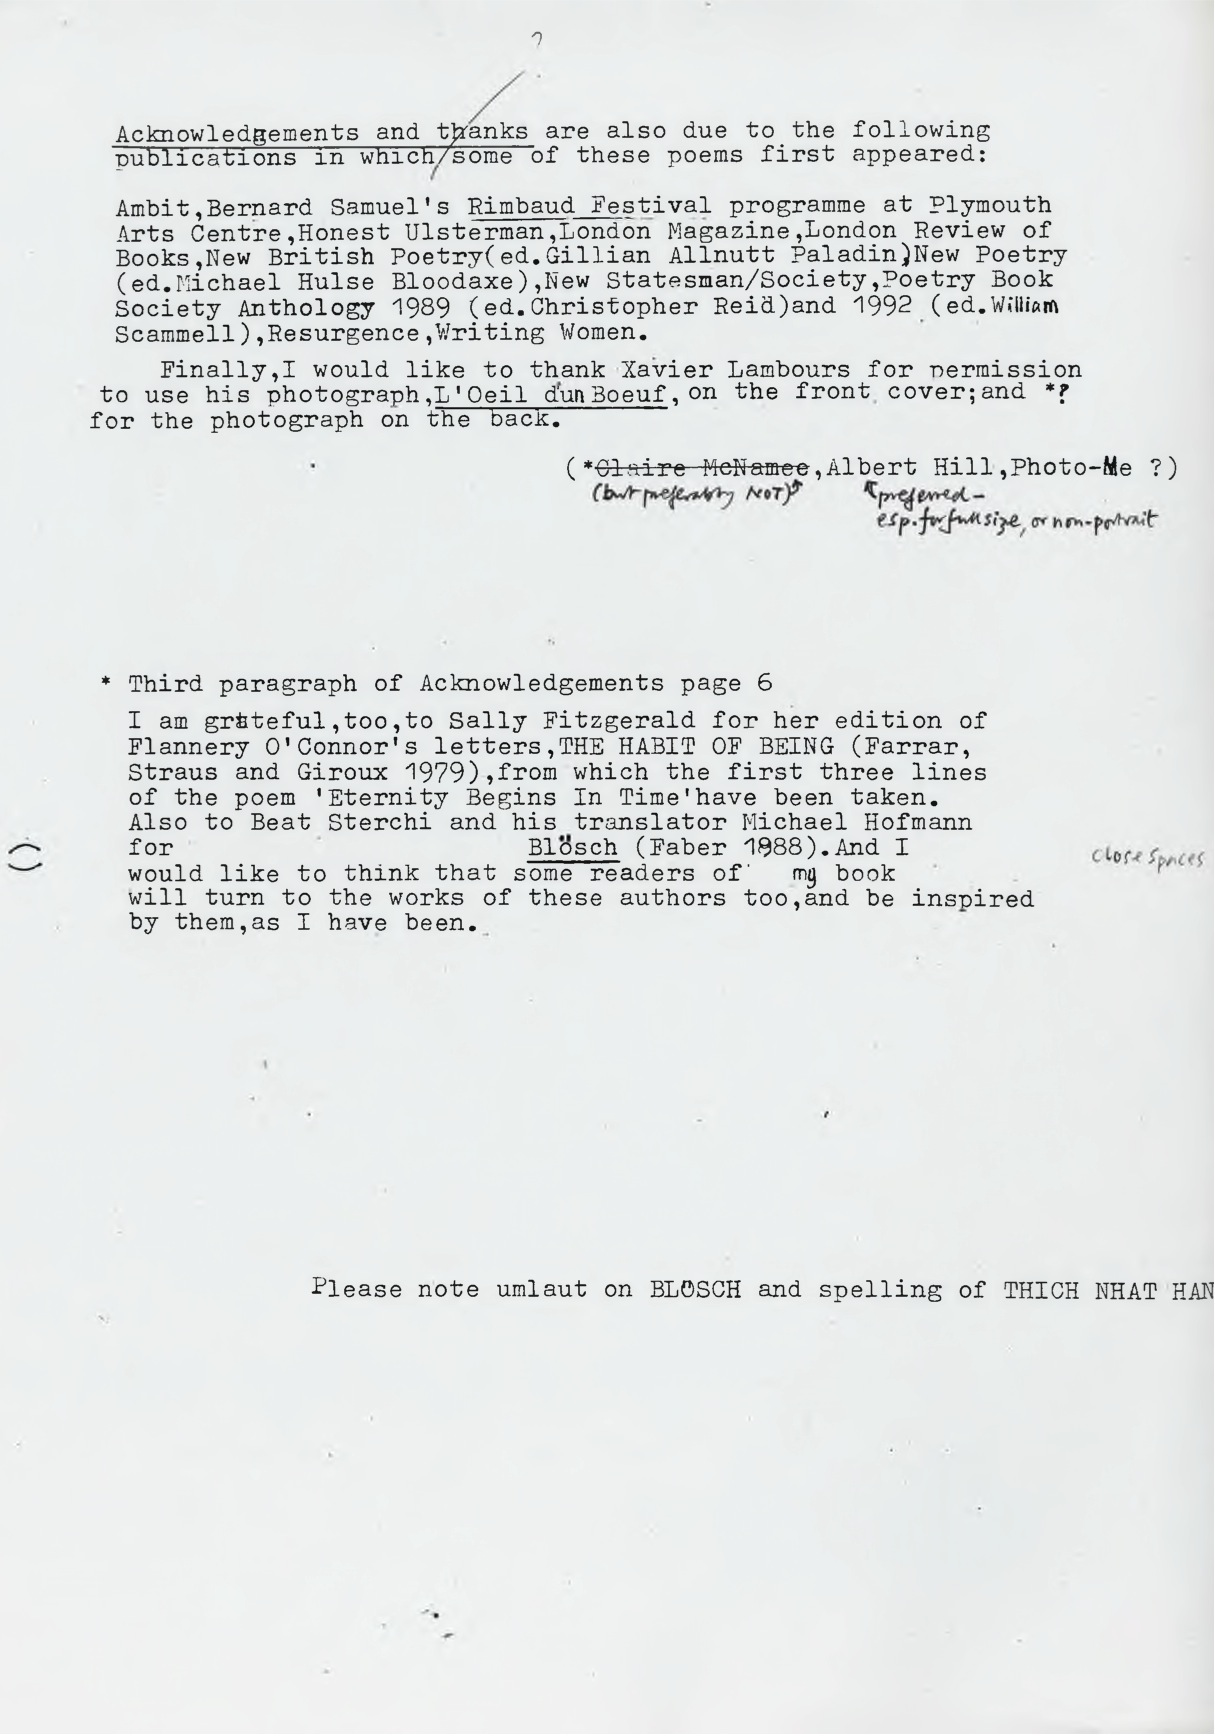 ?
Acknowledgements and thanks are also due to the following
publications in which/some of these poems first appeared:
Ambit,Bernard Samuel's Rimbaud Festival programme at Plymouth
Arts Centre,Honest Ulsterman,London Magazine,London Review of
Books,New British Poetry(ed.Gillian Allnutt Paladin)New Poetry
(ed.Michael Hulse Bloodaxe),New Statesman/Society,Poetry Book
Society Anthology 1989 (ed.Christopher Reid)and 1992 (ed.William
Scammell),Resurgence,Writing Women.
Finally,I would like to thank Xavier Lambours for permission
to use his photograph,L'Oeil d'un Boeuf, on the front cover;and *?
for the photograph on the back.
(*Claire McNamee,Albert Hill,Photo-Me ?)
(but preferably NOT)↑ ↑preferred-
esp. for full size, or non-portrait
* Third paragraph of Acknowledgements page 6
I am grateful,too,to Sally Fitzgerald for her edition of
Flannery O'Connor's letters,THE HABIT OF BEING (Farrar,
Straus and Giroux 1979),from which the first three lines
of the poem 'Eternity Begins In Time'have been taken.
Also to Beat Sterchi and his translator Michael Hofmann
for Blösch (Faber 1988).And I close spaces
would like to think that some readers of my book
will turn to the works of these authors too,and be inspired
by them,as I have been.
Please note umlaut on BLÖSCH and spelling of THICH NHAT HAN